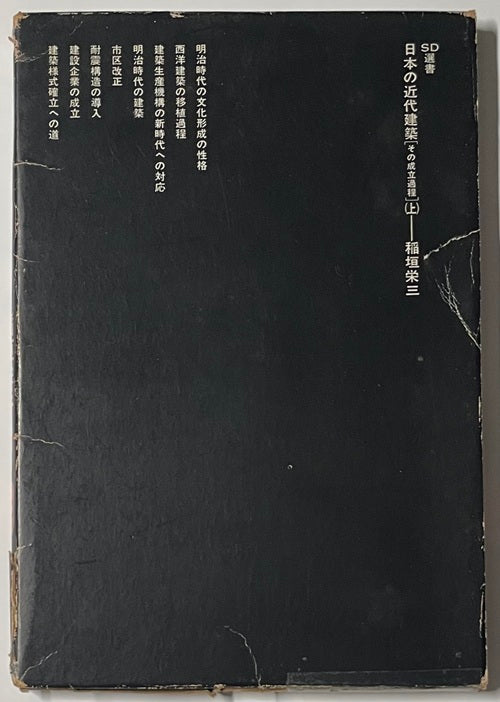 SD選書
日本の近代建築[その成立過程](上)──稲垣栄三
明治時代の文化形成の性格
西洋建築の移植過程
建築生産機構の新時代への対応
明治時代の建築
市区改正
耐震構造の導入
建設企業の成立
建築様式確立への道